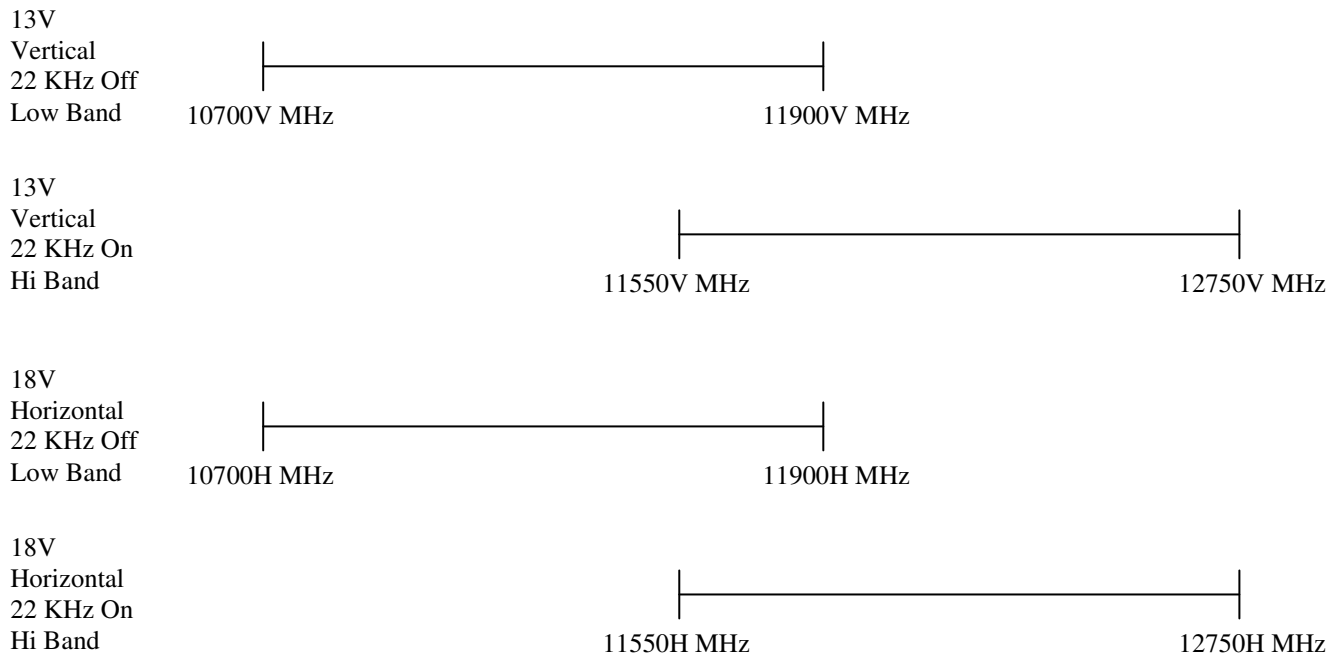 13V
Vertical
22 KHz Off
Low Band
10700V MHz
11900V MHz
13V
Vertical
22 KHz On
Hi Band
11550V MHz
12750V MHz
18V
Horizontal
22 KHz Off
Low Band
10700H MHz
11900H MHz
18V
Horizontal
22 KHz On
Hi Band
11550H MHz
12750H MHz